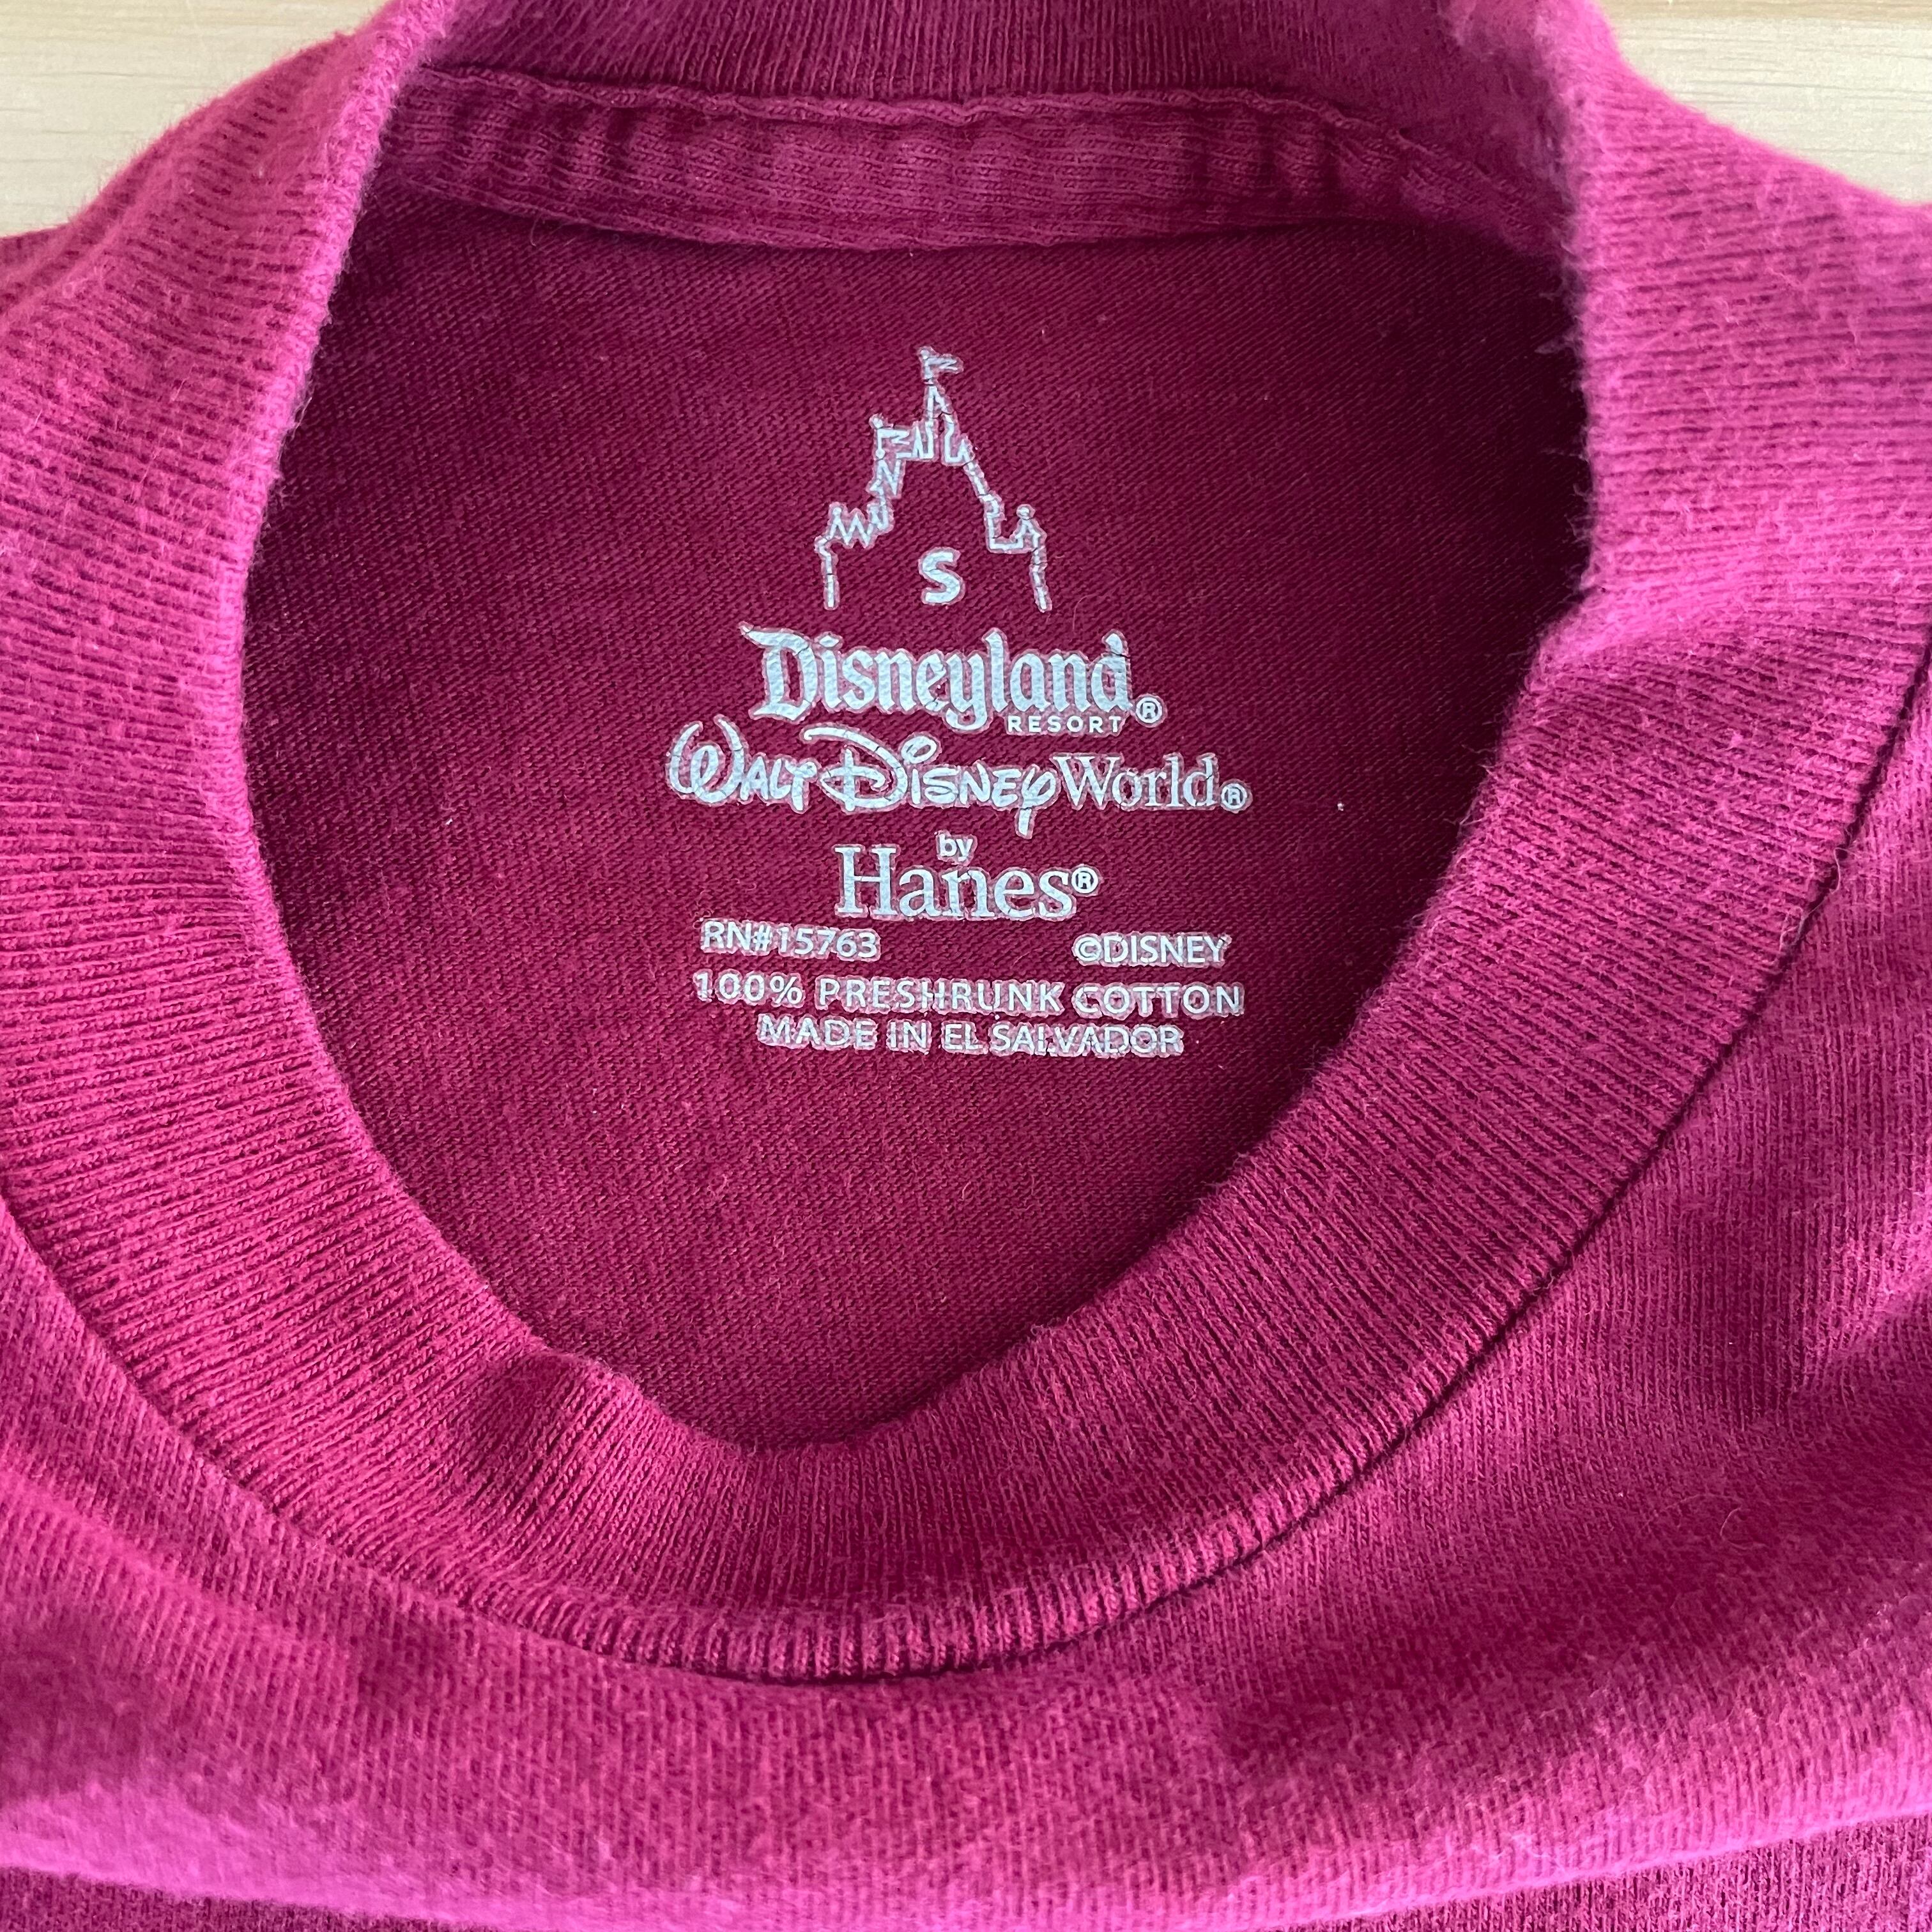 S
Disneyland®
RESORT
WALT DISNEY World®
by
Hanes®
RN#15763 ©DISNEY
100% PRESHRUNK COTTON
MADE IN EL SALVADOR